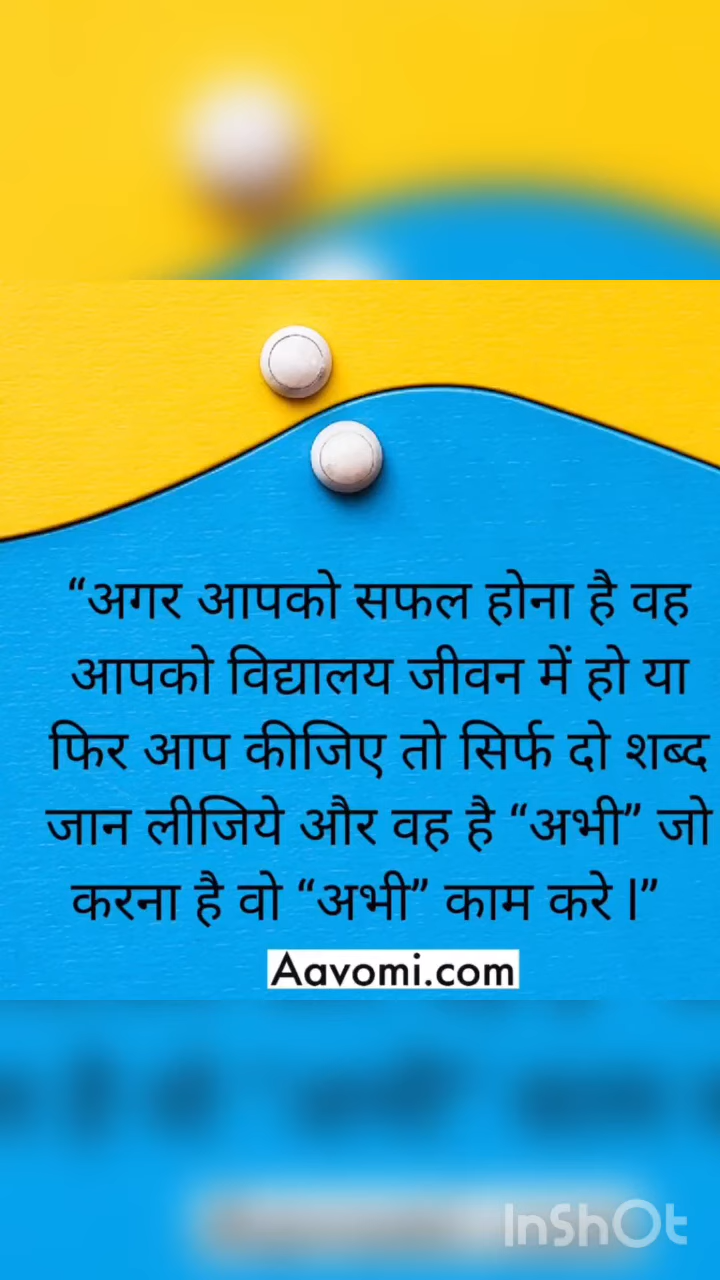 “अगर आपको सफल होना है वह
आपको विद्यालय जीवन में हो या
फिर आप कीजिए तो सिर्फ दो शब्द
जान लीजिये और वह है “अभी” जो
करना है वो “अभी” काम करे |”
Aavomi.com
InShOt